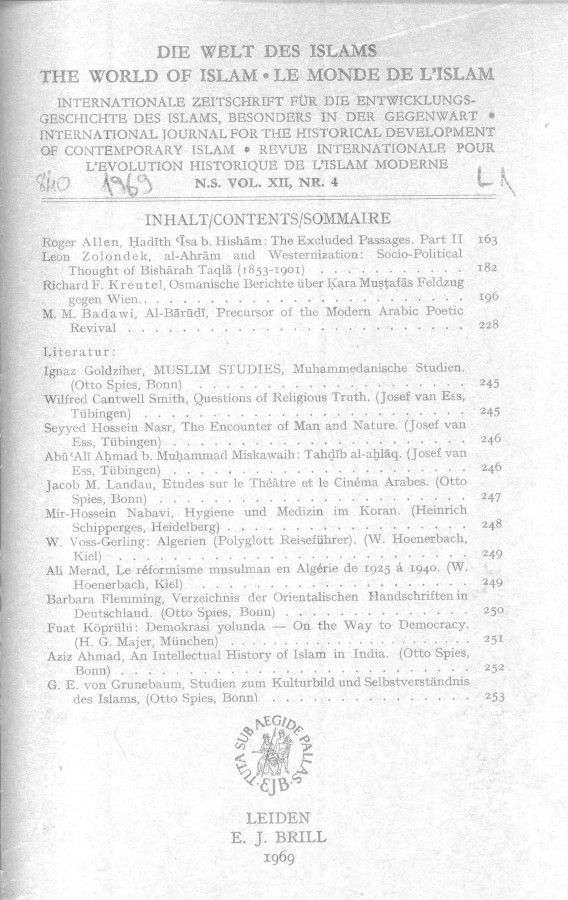 DIE WELT DES ISLAMS
THE WORLD OF ISLAM • LE MONDE DE L'ISLAM
INTERNATIONALE ZEITSCHRIFT FÜR DIE ENTWICKLUNGS-
GESCHICHTE DES ISLAMS, BESONDERS IN DER GEGENWART •
INTERNATIONAL JOURNAL FOR THE HISTORICAL DEVELOPMENT
OF CONTEMPORARY ISLAM • REVUE INTERNATIONALE POUR
L'EVOLUTION HISTORIQUE DE L'ISLAM MODERNE
840 1969 N.S. VOL. XII, NR. 4
INHALT/CONTENTS/SOMMAIRE
Roger Allen, Ḥadīth ʿĪsa b. Hishām: The Excluded Passages. Part II 163
Leon Zolondek, al-Ahrām and Westernization: Socio-Political
Thought of Bishārah Taqlā (1853-1901) . . . . . . . . . . 182
Richard F. Kreutel, Osmanische Berichte über Ḳara Muṣṭafās Feldzug
gegen Wien. . . . . . . . . . . . . . . . . . . . . . . . 196
M. M. Badawi, Al-Bārūdī, Precursor of the Modern Arabic Poetic
Revival . . . . . . . . . . . . . . . . . . . . . . . . . 228
Literatur:
Ignaz Goldziher, MUSLIM STUDIES, Muhammedanische Studien.
(Otto Spies, Bonn) . . . . . . . . . . . . . . . . . . . 245
Wilfred Cantwell Smith, Questions of Religious Truth. (Josef van Ess,
Tübingen) . . . . . . . . . . . . . . . . . . . . . . . 245
Seyyed Hossein Nasr, The Encounter of Man and Nature. (Josef van
Ess, Tübingen) . . . . . . . . . . . . . . . . . . . . . 246
Abū ʿAlī Aḥmad b. Muḥammad Miskawaih: Tahḏīb al-aḫlāq. (Josef van
Ess, Tübingen) . . . . . . . . . . . . . . . . . . . . . 246
Jacob M. Landau, Etudes sur le Théâtre et le Cinéma Arabes. (Otto
Spies, Bonn) . . . . . . . . . . . . . . . . . . . . . . 247
Mir-Hossein Nabavi, Hygiene und Medizin im Koran. (Heinrich
Schipperges, Heidelberg) . . . . . . . . . . . . . . . . 248
W. Voss-Gerling: Algerien (Polyglott Reiseführer). (W. Hoenerbach,
Kiel) . . . . . . . . . . . . . . . . . . . . . . . . . 249
Ali Merad, Le réformisme musulman en Algérie de 1925 á 1940. (W.
Hoenerbach, Kiel) . . . . . . . . . . . . . . . . . . . 249
Barbara Flemming, Verzeichnis der Orientalischen Handschriften in
Deutschland. (Otto Spies, Bonn) . . . . . . . . . . . . . 250
Fuat Köprülü: Demokrasi yolunda — On the Way to Democracy.
(H. G. Majer, München) . . . . . . . . . . . . . . . . . 251
Aziz Ahmad, An Intellectual History of Islam in India. (Otto Spies,
Bonn) . . . . . . . . . . . . . . . . . . . . . . . . . 252
G. E. von Grunebaum, Studien zum Kulturbild und Selbstverständnis
des Islams, (Otto Spies, Bonn) . . . . . . . . . . . . . 253
TUTA SUB AEGIDE PALLAS
EJB
LEIDEN
E. J. BRILL
1969